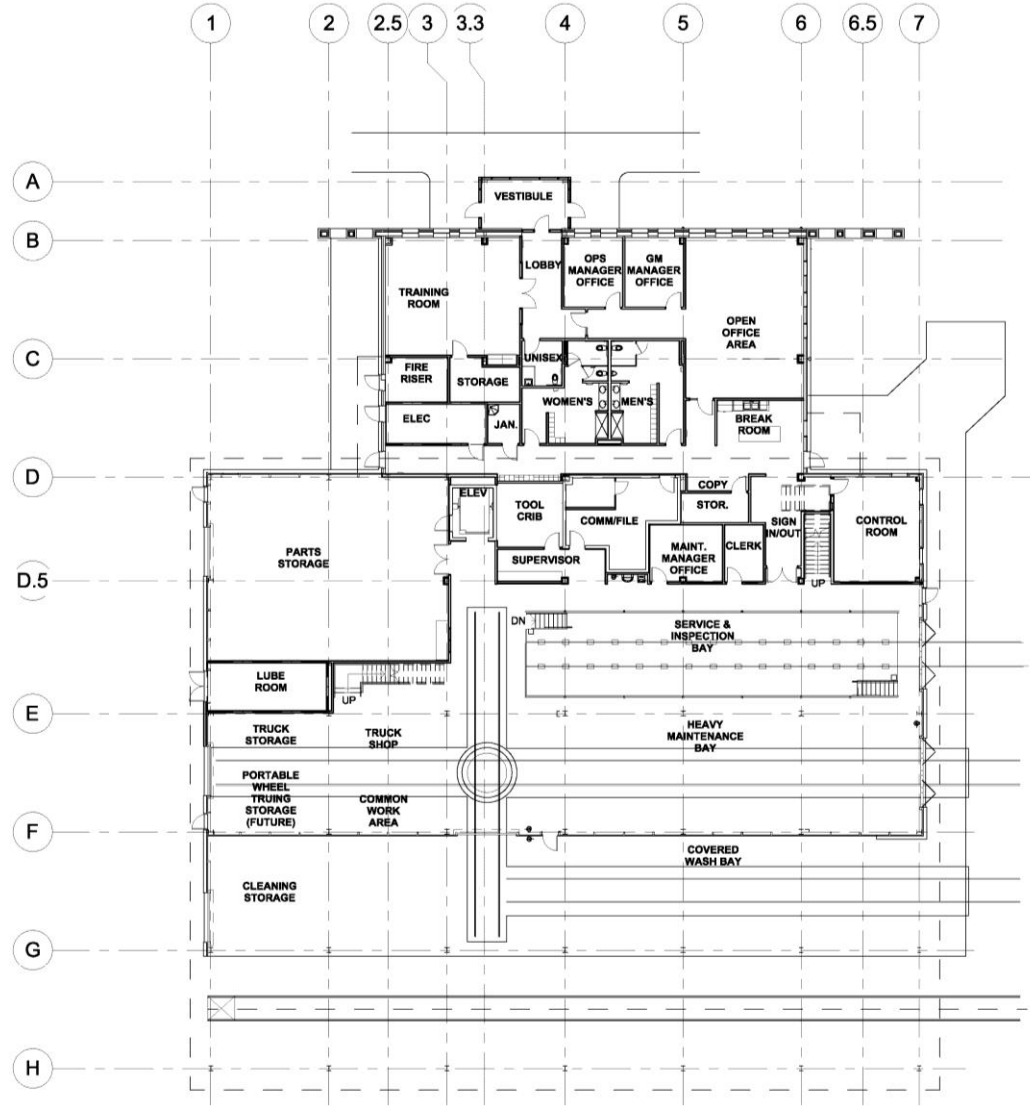 1 2 2.5 3 3.3 4 5 6 6.5 7
A
VESTIBULE
B
LOBBY
OPS
MANAGER
OFFICE
GM
MANAGER
OFFICE
TRAINING
ROOM
OPEN
OFFICE
AREA
C
UNISEX
FIRE
RISER
STORAGE
WOMEN'S
MEN'S
ELEC
JAN.
BREAK
ROOM
D
COPY
ELEV
STOR.
TOOL
CRIB
COMM/FILE
SIGN
IN/OUT
CONTROL
ROOM
PARTS
STORAGE
SUPERVISOR
MAINT.
MANAGER
OFFICE
CLERK
D.5
UP
DN
SERVICE &
INSPECTION
BAY
LUBE
ROOM
UP
E
TRUCK
STORAGE
TRUCK
SHOP
HEAVY
MAINTENANCE
BAY
PORTABLE
WHEEL
TRUING
STORAGE
(FUTURE)
COMMON
WORK
AREA
F
COVERED
WASH BAY
CLEANING
STORAGE
G
H